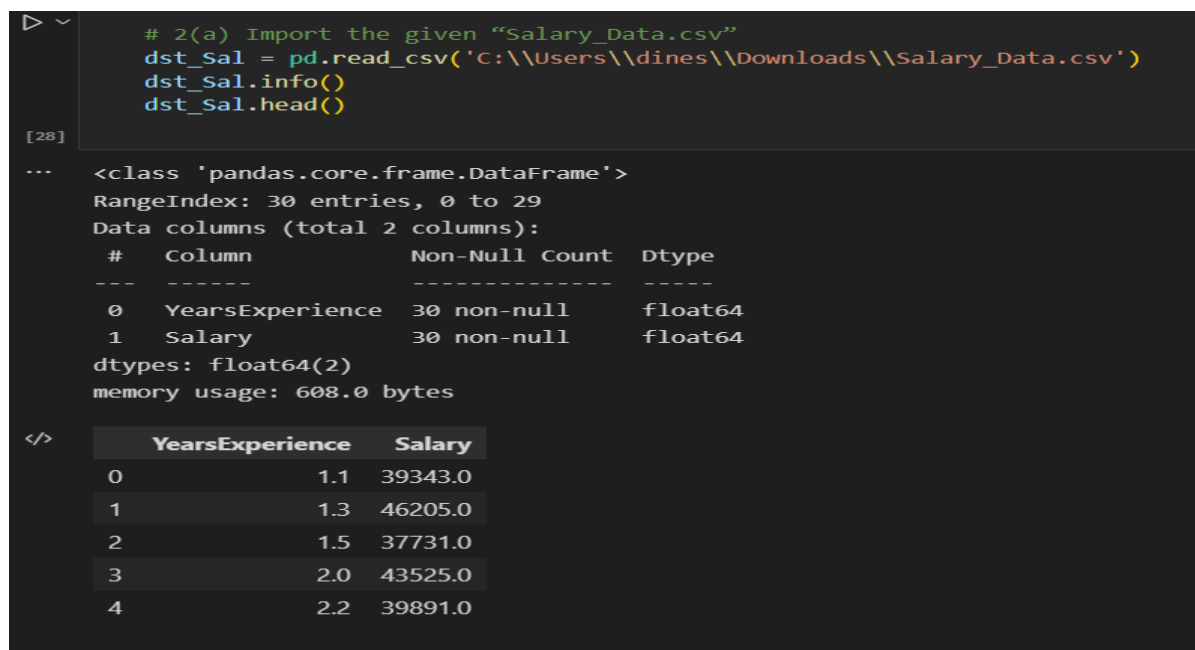 # 2(a) Import the given “Salary_Data.csv”
dst_Sal = pd.read_csv('C:\\Users\\dines\\Downloads\\Salary_Data.csv')
dst_Sal.info()
dst_Sal.head()
[28]
... <class 'pandas.core.frame.DataFrame'>
RangeIndex: 30 entries, 0 to 29
Data columns (total 2 columns):
 #   Column           Non-Null Count  Dtype
---  ------           --------------  -----
 0   YearsExperience  30 non-null     float64
 1   Salary           30 non-null     float64
dtypes: float64(2)
memory usage: 608.0 bytes
</> YearsExperience Salary
0 1.1 39343.0
1 1.3 46205.0
2 1.5 37731.0
3 2.0 43525.0
4 2.2 39891.0